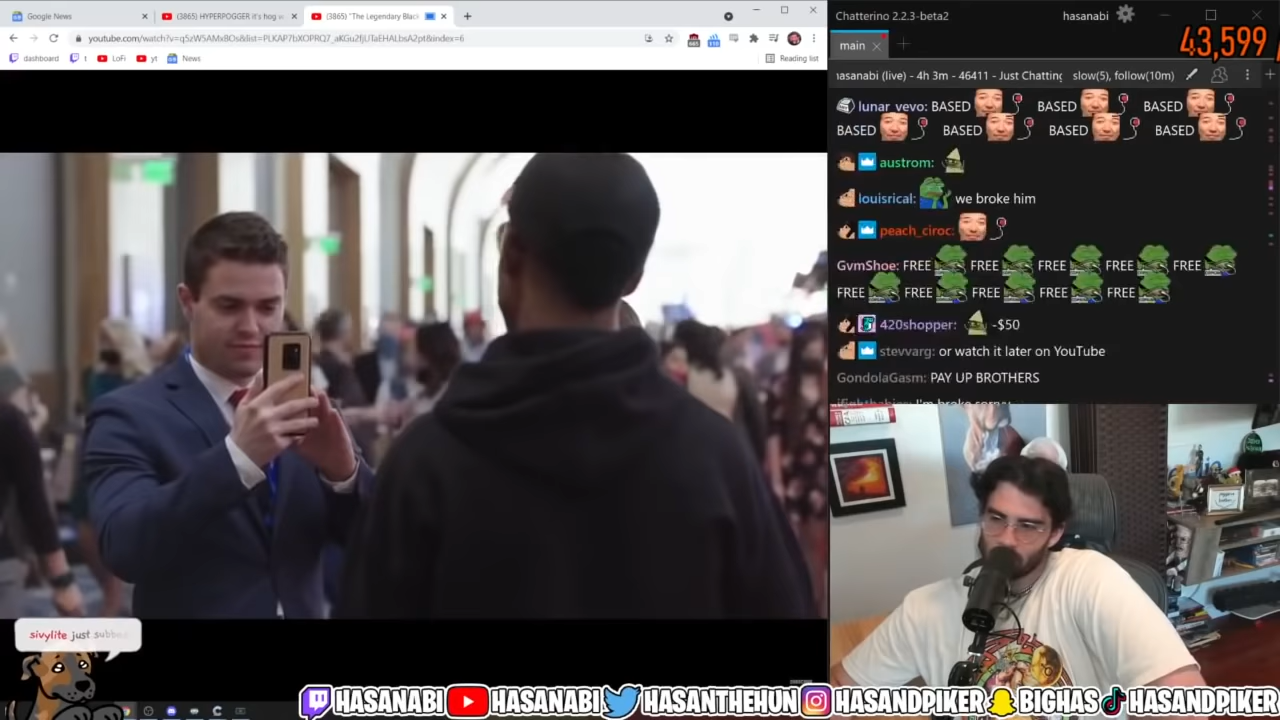 Google News
(3865) HYPERPOGGER it's hog w
(3865) "The Legendary Black
youtube.com/watch?v=q5zW5AMxBOs&list=PLKAP7bXOPRQ7_aKGu2fjUTaEHALbsA2pt&index=6
dashboard
t
LoFi
yt
News
Reading list
Chatterino 2.2.3-beta2
hasanabi
43,599
main
hasanabi (live) - 4h 3m - 46411 - Just Chatting
slow(5), follow(10m)
lunar_vevo: BASED BASED BASED
BASED BASED BASED BASED
austrom:
louisrical: we broke him
peach_ciroc:
GvmShoe: FREE FREE FREE FREE FREE
FREE FREE FREE FREE FREE
420shopper: -$50
stevvarg: or watch it later on YouTube
GondolaGasm: PAY UP BROTHERS
sivylite just subbed
HASANABI HASANABI HASANTHEHUN HASANDPIKER BIGHAS HASANDPIKER